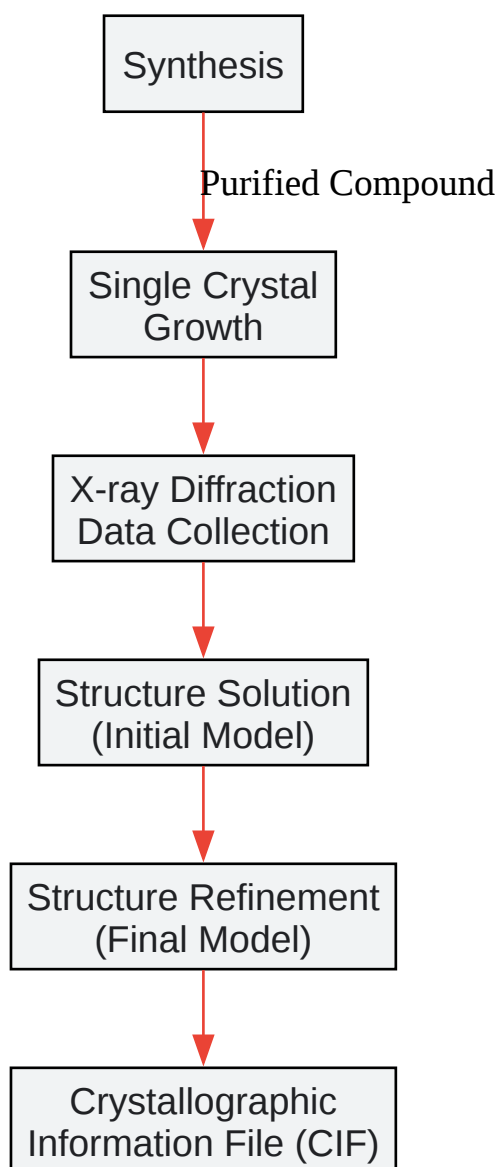 Synthesis
Purified Compound
Single Crystal
Growth
X-ray Diffraction
Data Collection
Structure Solution
(Initial Model)
Structure Refinement
(Final Model)
Crystallographic
Information File (CIF)